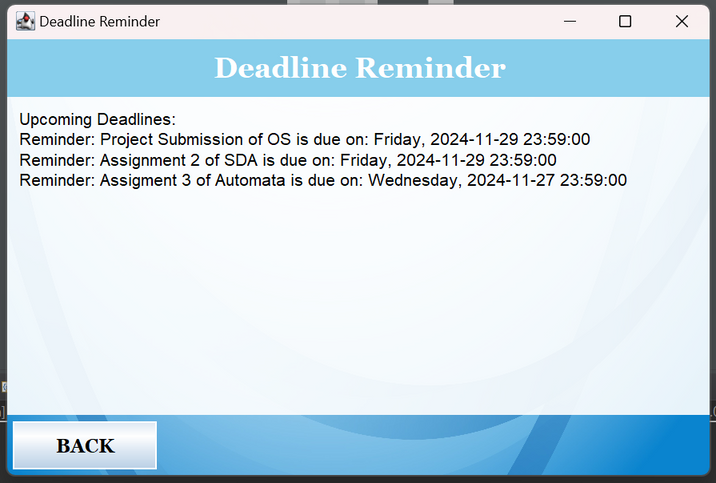 Deadline Reminder
Deadline Reminder
Upcoming Deadlines:
Reminder: Project Submission of OS is due on: Friday, 2024-11-29 23:59:00
Reminder: Assignment 2 of SDA is due on: Friday, 2024-11-29 23:59:00
Reminder: Assigment 3 of Automata is due on: Wednesday, 2024-11-27 23:59:00
BACK